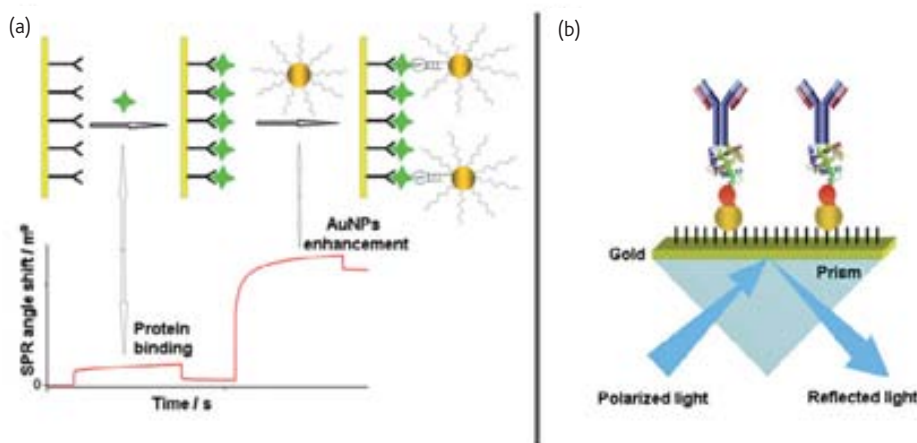 (a)
AuNPs
enhancement
Protein
binding
SPR angle shift / m°
0
Time / s
(b)
Gold
Prism
Polarized light
Reflected light